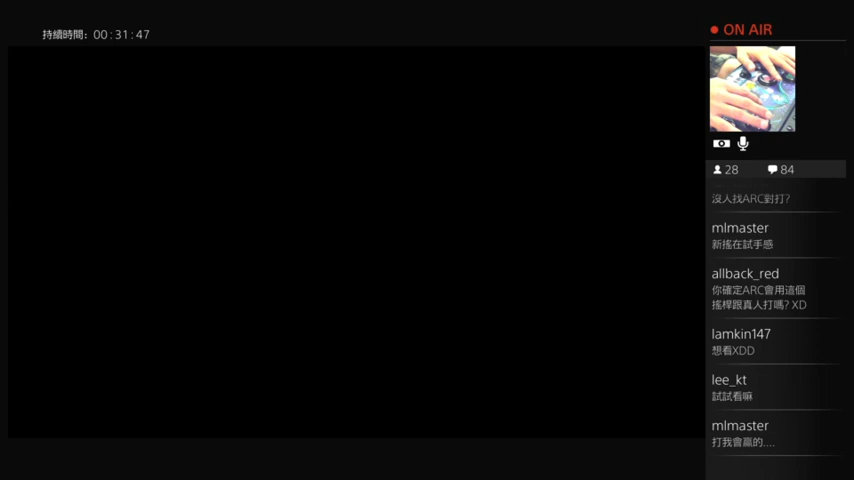 持續時間: 00:31:47
ON AIR
28
84
沒人找ARC對打?
mlmaster
新搖在試手感
allback_red
你確定ARC會用這個
搖桿跟真人打嗎? XD
lamkin147
想看XDD
lee_kt
試試看嘛
mlmaster
打我會贏的....